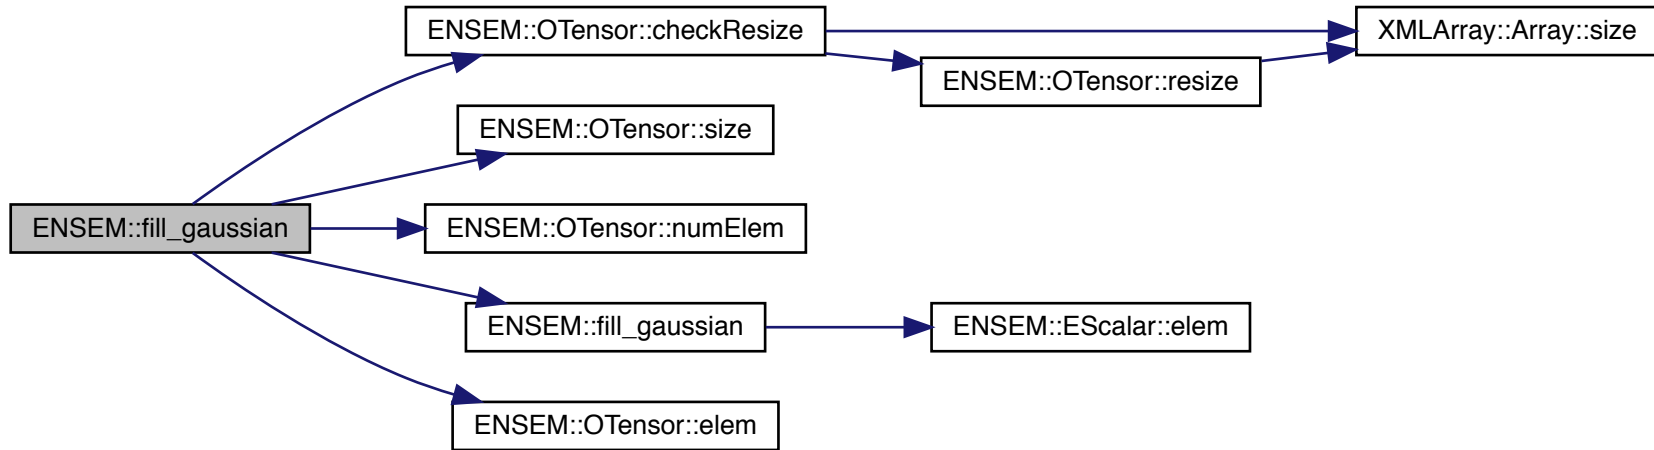 ENSEM::OTensor::checkResize
XMLArray::Array::size
ENSEM::OTensor::resize
ENSEM::OTensor::size
ENSEM::fill_gaussian
ENSEM::OTensor::numElem
ENSEM::fill_gaussian
ENSEM::EScalar::elem
ENSEM::OTensor::elem